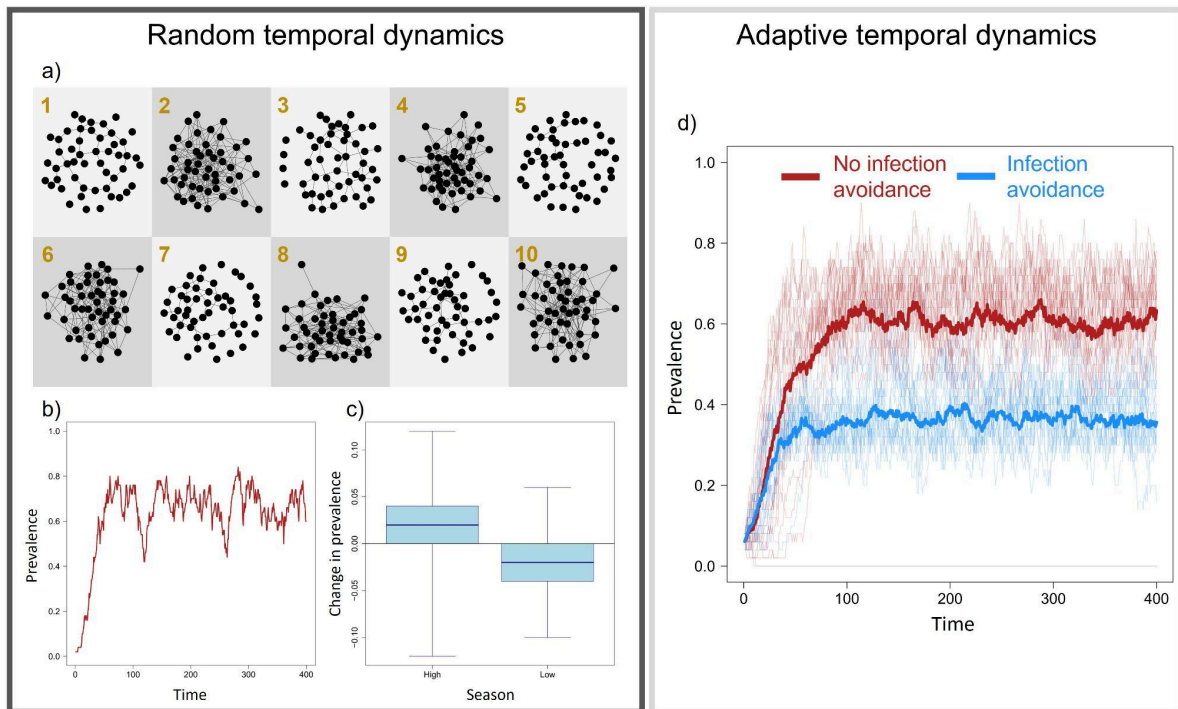 Random temporal dynamics
a)
1
2
3
4
5
6
7
8
9
10
b)
1.0
0.8
0.6
0.4
0.2
0.0
Prevalence
0
100
200
300
400
Time
c)
0.10
0.05
0.00
−0.05
−0.10
Change in prevalence
High
Low
Season
Adaptive temporal dynamics
d)
No infection
avoidance
Infection
avoidance
1.0
0.8
0.6
0.4
0.2
0.0
Prevalence
0
100
200
300
400
Time